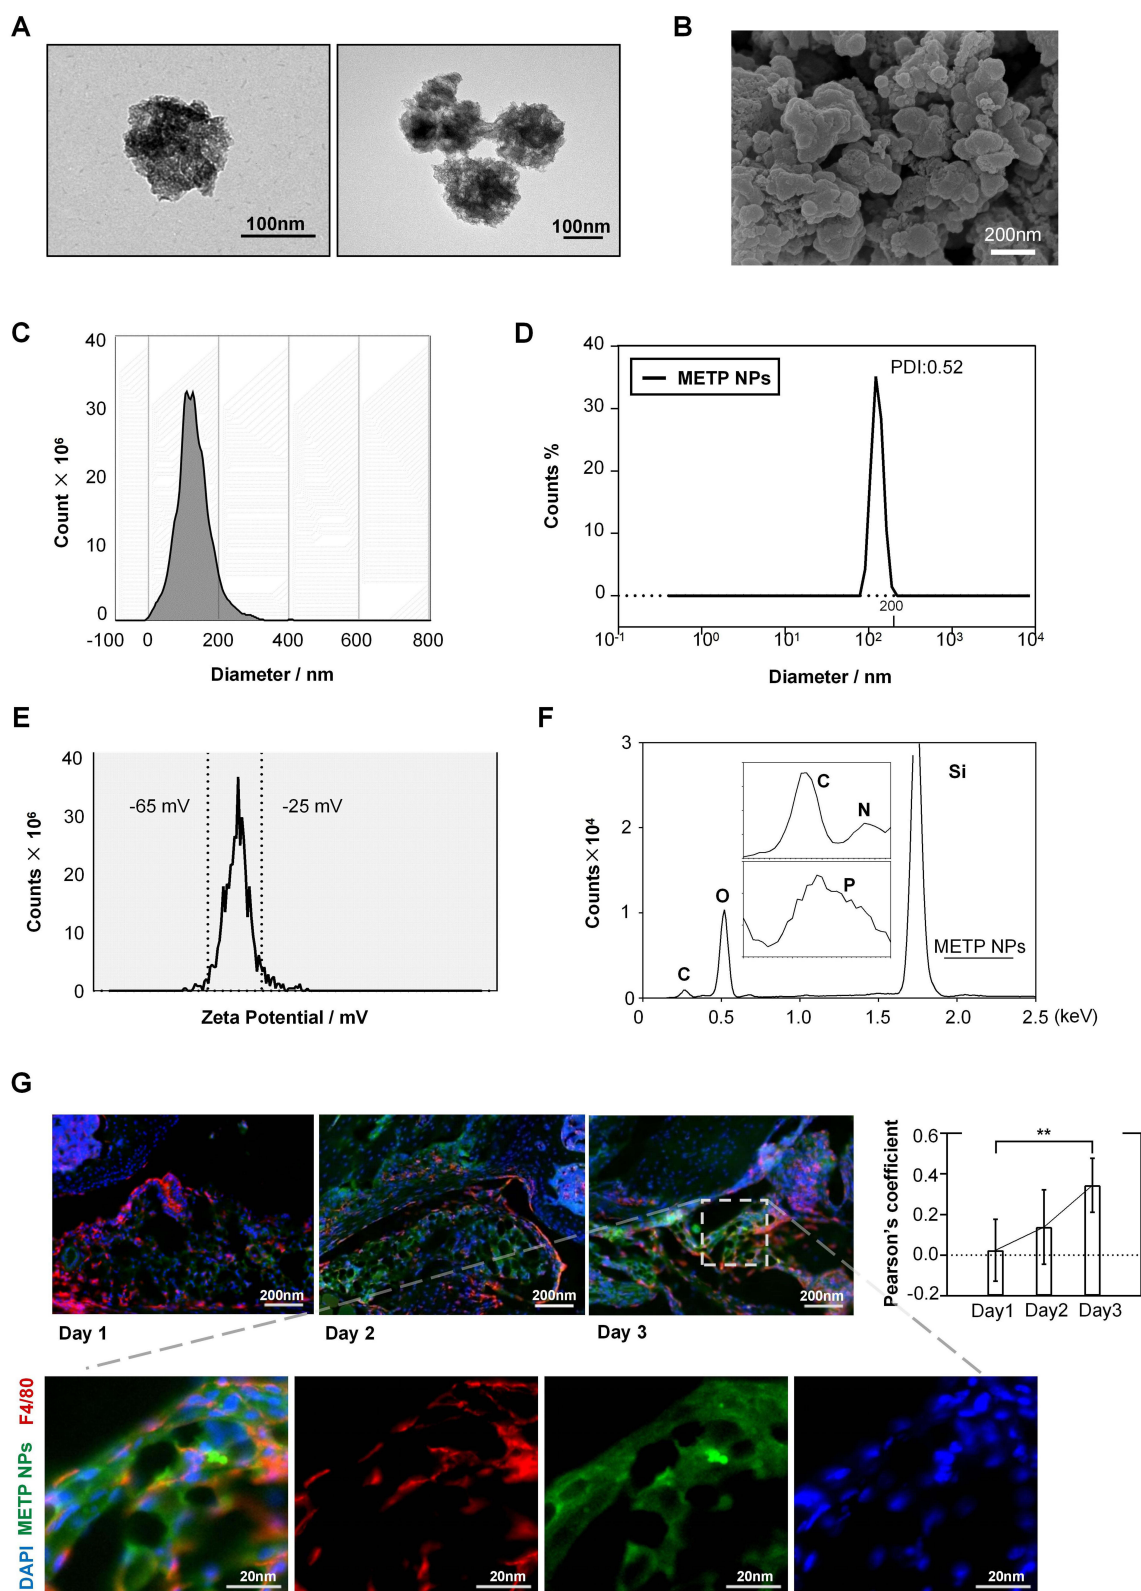 A
B
100nm
100nm
200nm
C
D
40
30
20
10
0
Count × 10⁶
-100 0 200 400 600 800
Diameter / nm
40
30
20
10
0
Counts %
METP NPs
PDI:0.52
200
10⁻¹ 10⁰ 10¹ 10² 10³ 10⁴
Diameter / nm
E
F
40
30
20
10
0
Counts × 10⁶
-65 mV
-25 mV
Zeta Potential / mV
3
2
1
0
Counts×10⁴
C
N
P
Si
O
C
METP NPs
0 0.5 1.0 1.5 2.0 2.5 (keV)
G
200nm
200nm
200nm
Day 1
Day 2
Day 3
Pearson's coefficient
0.6
0.4
0.2
0.0
-0.2
**
Day1 Day2 Day3
DAPI METP NPs F4/80
20nm
20nm
20nm
20nm